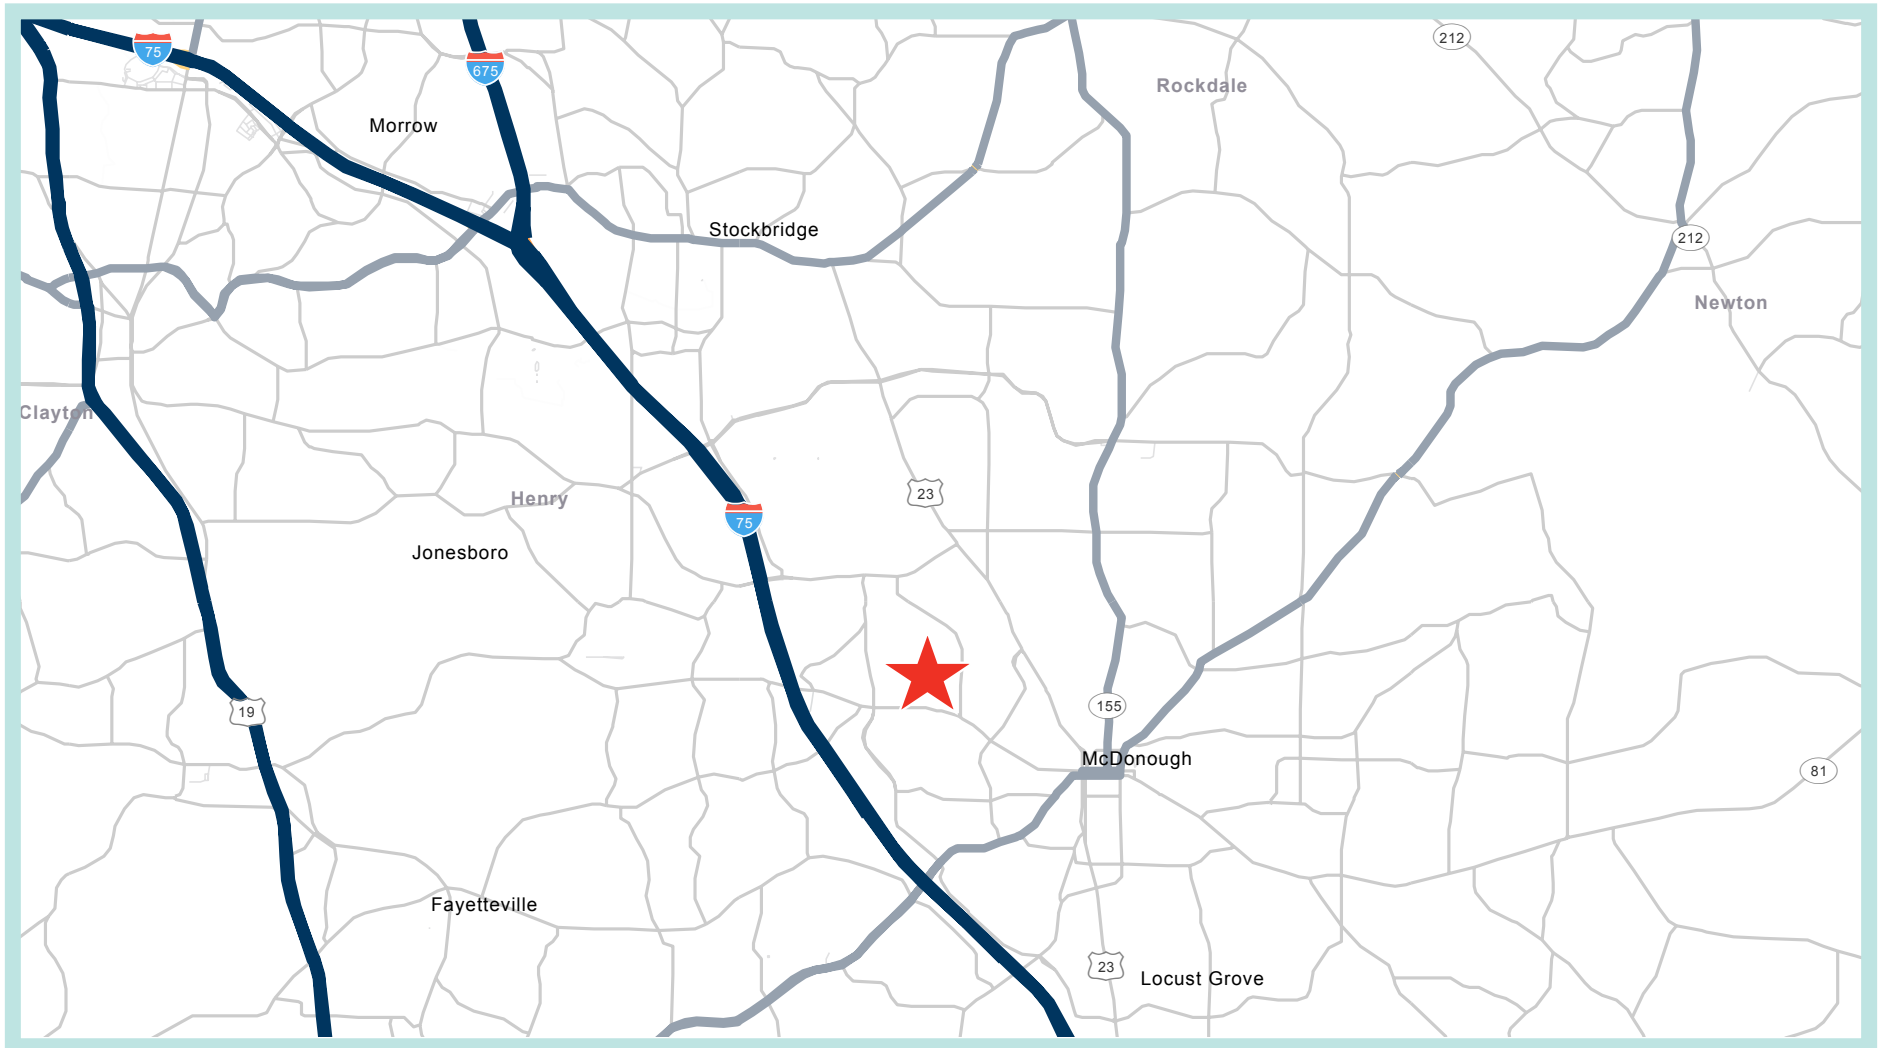 212
75
675
Rockdale
Morrow
Stockbridge
212
Newton
Clayton
23
Henry
75
Jonesboro
155
19
McDonough
81
Fayetteville
23
Locust Grove